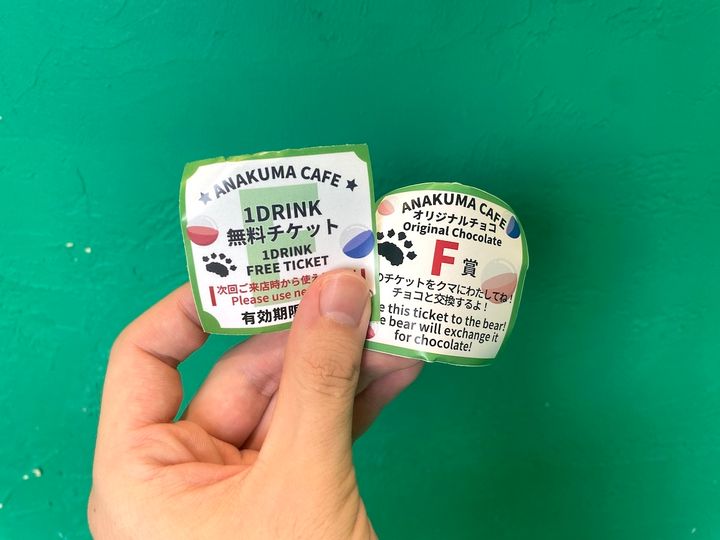 ANAKUMA CAFE
1DRINK
無料チケット
1DRINK
FREE TICKET
次回ご来店時から使え
Please use
有効期限
ANAKUMA CAFE
オリジナルチョコ
Original Chocolate
F賞
のチケットをクマにわたしてね!
チョコと交換するよ!
this ticket to the bear!
bear will exchange it
for chocolate!